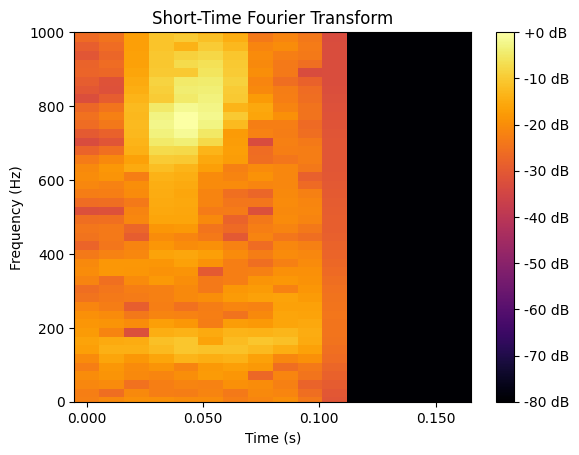 Short-Time Fourier Transform
Frequency (Hz)
1000
800
600
400
200
0
0.000
0.050
0.100
0.150
Time (s)
+0 dB
-10 dB
-20 dB
-30 dB
-40 dB
-50 dB
-60 dB
-70 dB
-80 dB